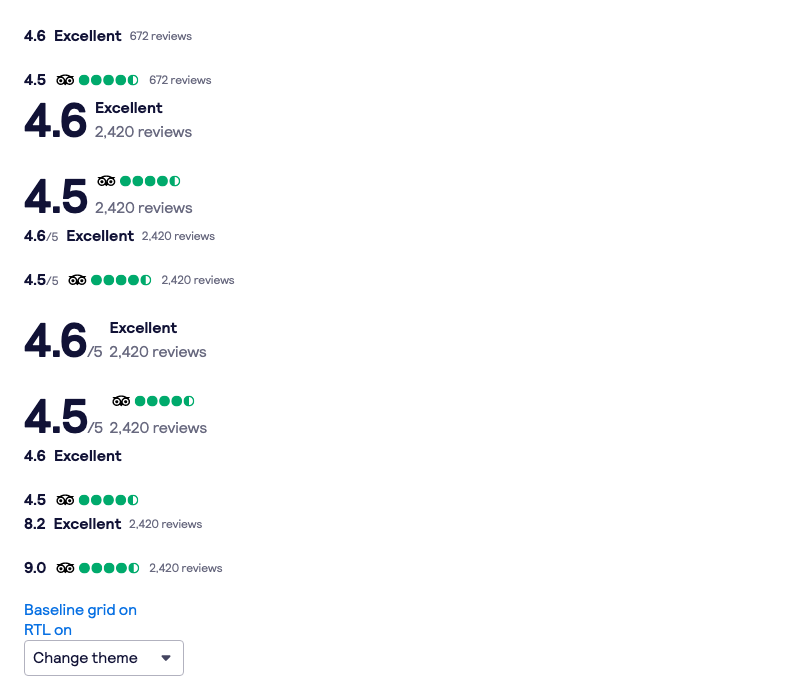 4.6 Excellent 672 reviews
4.5 672 reviews
4.6 Excellent
2,420 reviews
4.5
2,420 reviews
4.6/5 Excellent 2,420 reviews
4.5/5 2,420 reviews
4.6/5 Excellent
2,420 reviews
4.5/5
2,420 reviews
4.6 Excellent
4.5
8.2 Excellent 2,420 reviews
9.0 2,420 reviews
Baseline grid on
RTL on
Change theme